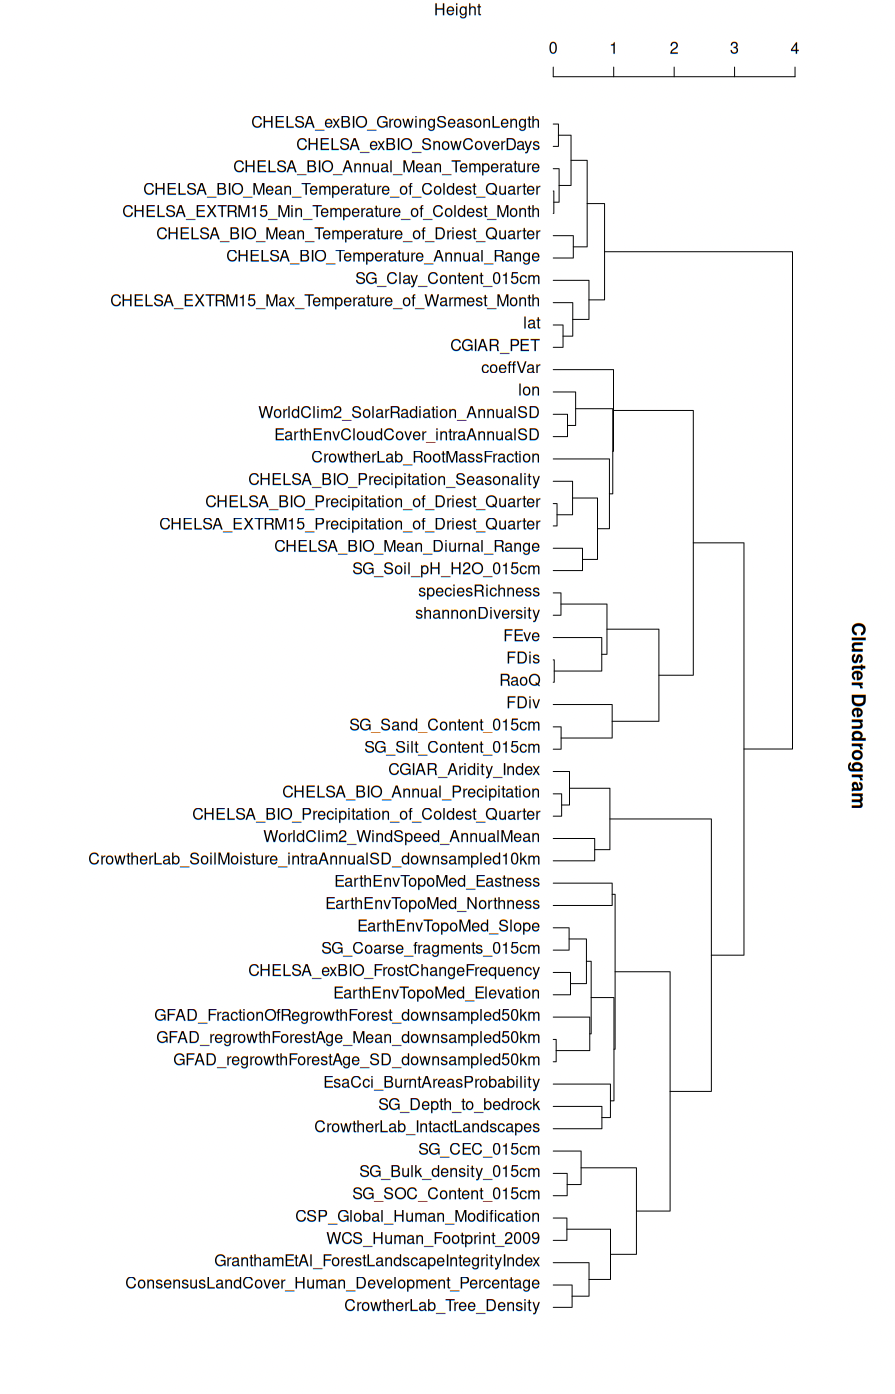 Height
0 1 2 3 4
CHELSA_exBIO_GrowingSeasonLength
CHELSA_exBIO_SnowCoverDays
CHELSA_BIO_Annual_Mean_Temperature
CHELSA_BIO_Mean_Temperature_of_Coldest_Quarter
CHELSA_EXTRM15_Min_Temperature_of_Coldest_Month
CHELSA_BIO_Mean_Temperature_of_Driest_Quarter
CHELSA_BIO_Temperature_Annual_Range
SG_Clay_Content_015cm
CHELSA_EXTRM15_Max_Temperature_of_Warmest_Month
lat
CGIAR_PET
coeffVar
lon
WorldClim2_SolarRadiation_AnnualSD
EarthEnvCloudCover_intraAnnualSD
CrowtherLab_RootMassFraction
CHELSA_BIO_Precipitation_Seasonality
CHELSA_BIO_Precipitation_of_Driest_Quarter
CHELSA_EXTRM15_Precipitation_of_Driest_Quarter
CHELSA_BIO_Mean_Diurnal_Range
SG_Soil_pH_H2O_015cm
speciesRichness
shannonDiversity
FEve
FDis
RaoQ
FDiv
SG_Sand_Content_015cm
SG_Silt_Content_015cm
CGIAR_Aridity_Index
CHELSA_BIO_Annual_Precipitation
CHELSA_BIO_Precipitation_of_Coldest_Quarter
WorldClim2_WindSpeed_AnnualMean
CrowtherLab_SoilMoisture_intraAnnualSD_downsampled10km
EarthEnvTopoMed_Eastness
EarthEnvTopoMed_Northness
EarthEnvTopoMed_Slope
SG_Coarse_fragments_015cm
CHELSA_exBIO_FrostChangeFrequency
EarthEnvTopoMed_Elevation
GFAD_FractionOfRegrowthForest_downsampled50km
GFAD_regrowthForestAge_Mean_downsampled50km
GFAD_regrowthForestAge_SD_downsampled50km
EsaCci_BurntAreasProbability
SG_Depth_to_bedrock
CrowtherLab_IntactLandscapes
SG_CEC_015cm
SG_Bulk_density_015cm
SG_SOC_Content_015cm
CSP_Global_Human_Modification
WCS_Human_Footprint_2009
GranthamEtAl_ForestLandscapeIntegrityIndex
ConsensusLandCover_Human_Development_Percentage
CrowtherLab_Tree_Density
Cluster Dendrogram